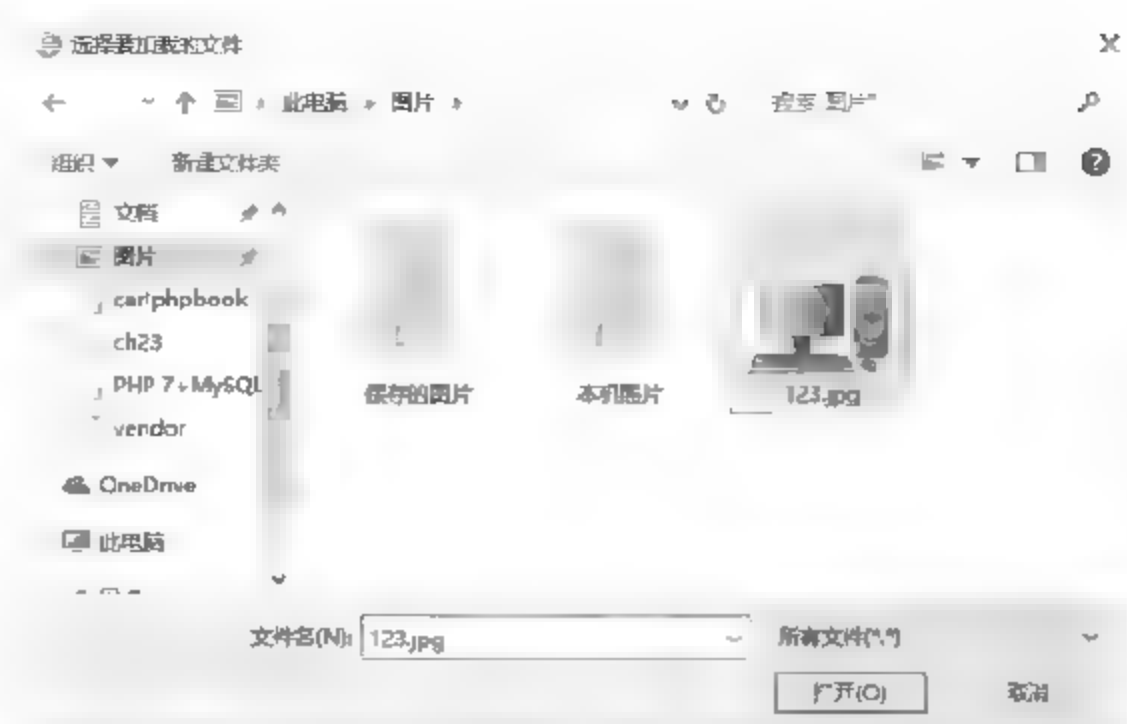 选择要加载的文件
此电脑 图片
搜索"图片"
组织 新建文件夹
文档
图片
cart phpbook
ch23
PHP 7+MySQL
vendor
OneDrive
此电脑
保存的图片
本机照片
123.jpg
文件名(N): 123.jpg
所有文件(*.*)
打开(O) 取消